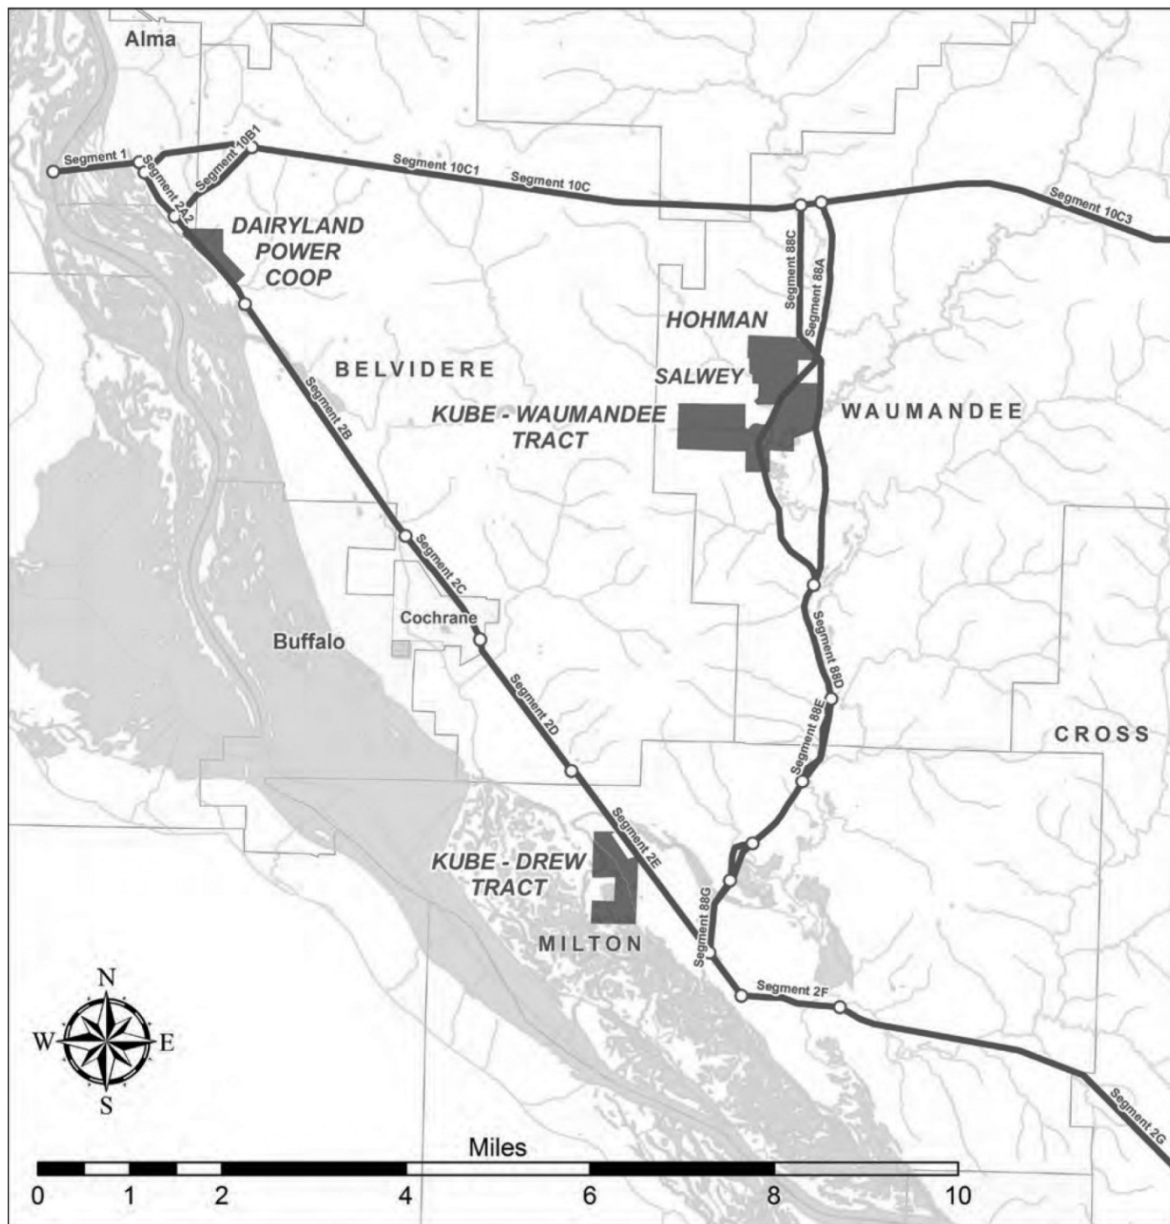 Alma
Segment 1
Segment 10B1
Segment 2A2
Segment 10C1
Segment 10C
Segment 10C3
DAIRYLAND
POWER
COOP
Segment 88C
Segment 88A
HOHMAN
BELVIDERE
SALWEY
Segment 2B
KUBE - WAUMANDEE
TRACT
WAUMANDEE
Segment 2C
Cochrane
Buffalo
Segment 88D
Segment 2D
Segment 88E
CROSS
Segment 2E
KUBE - DREW
TRACT
Segment 88G
MILTON
Segment 2F
N
W
E
S
Segment 2G
Miles
0 1 2 4 6 8 10